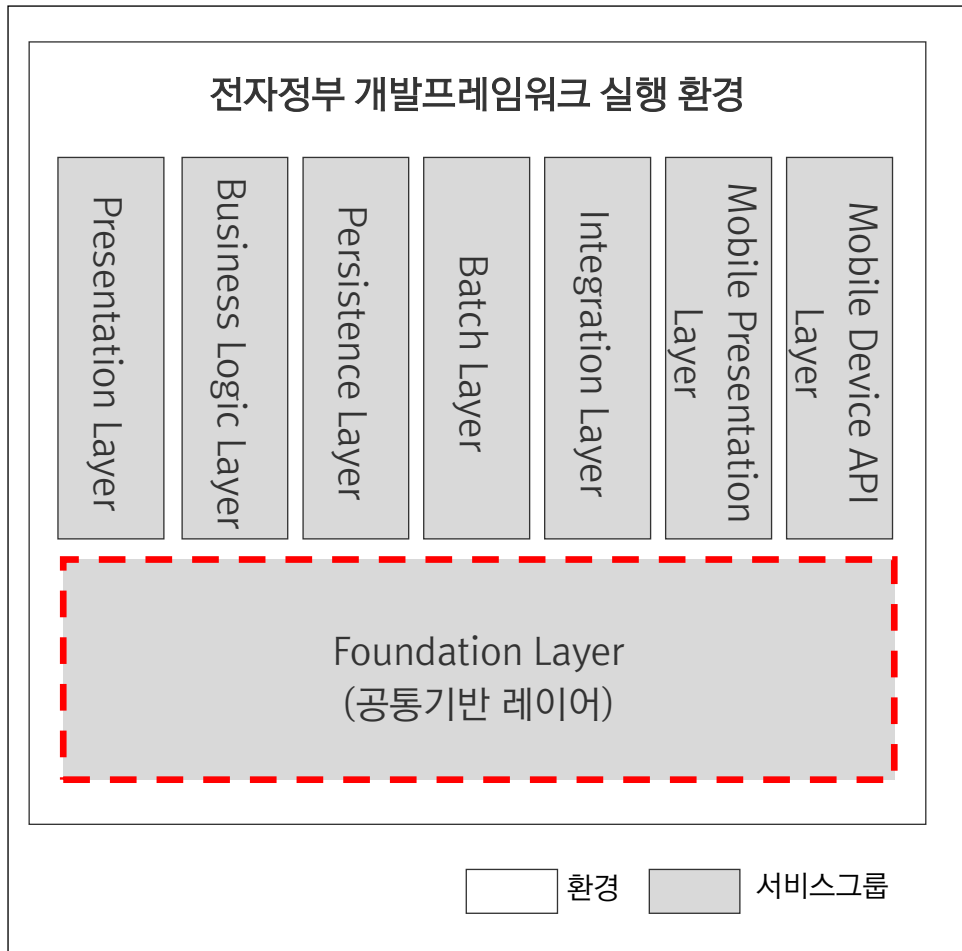 전자정부 개발프레임워크 실행 환경
Presentation Layer
Business Logic Layer
Persistence Layer
Batch Layer
Integration Layer
Mobile Presentation
Layer
Mobile Device API
Layer
Foundation Layer
(공통기반 레이어)
환경
서비스그룹